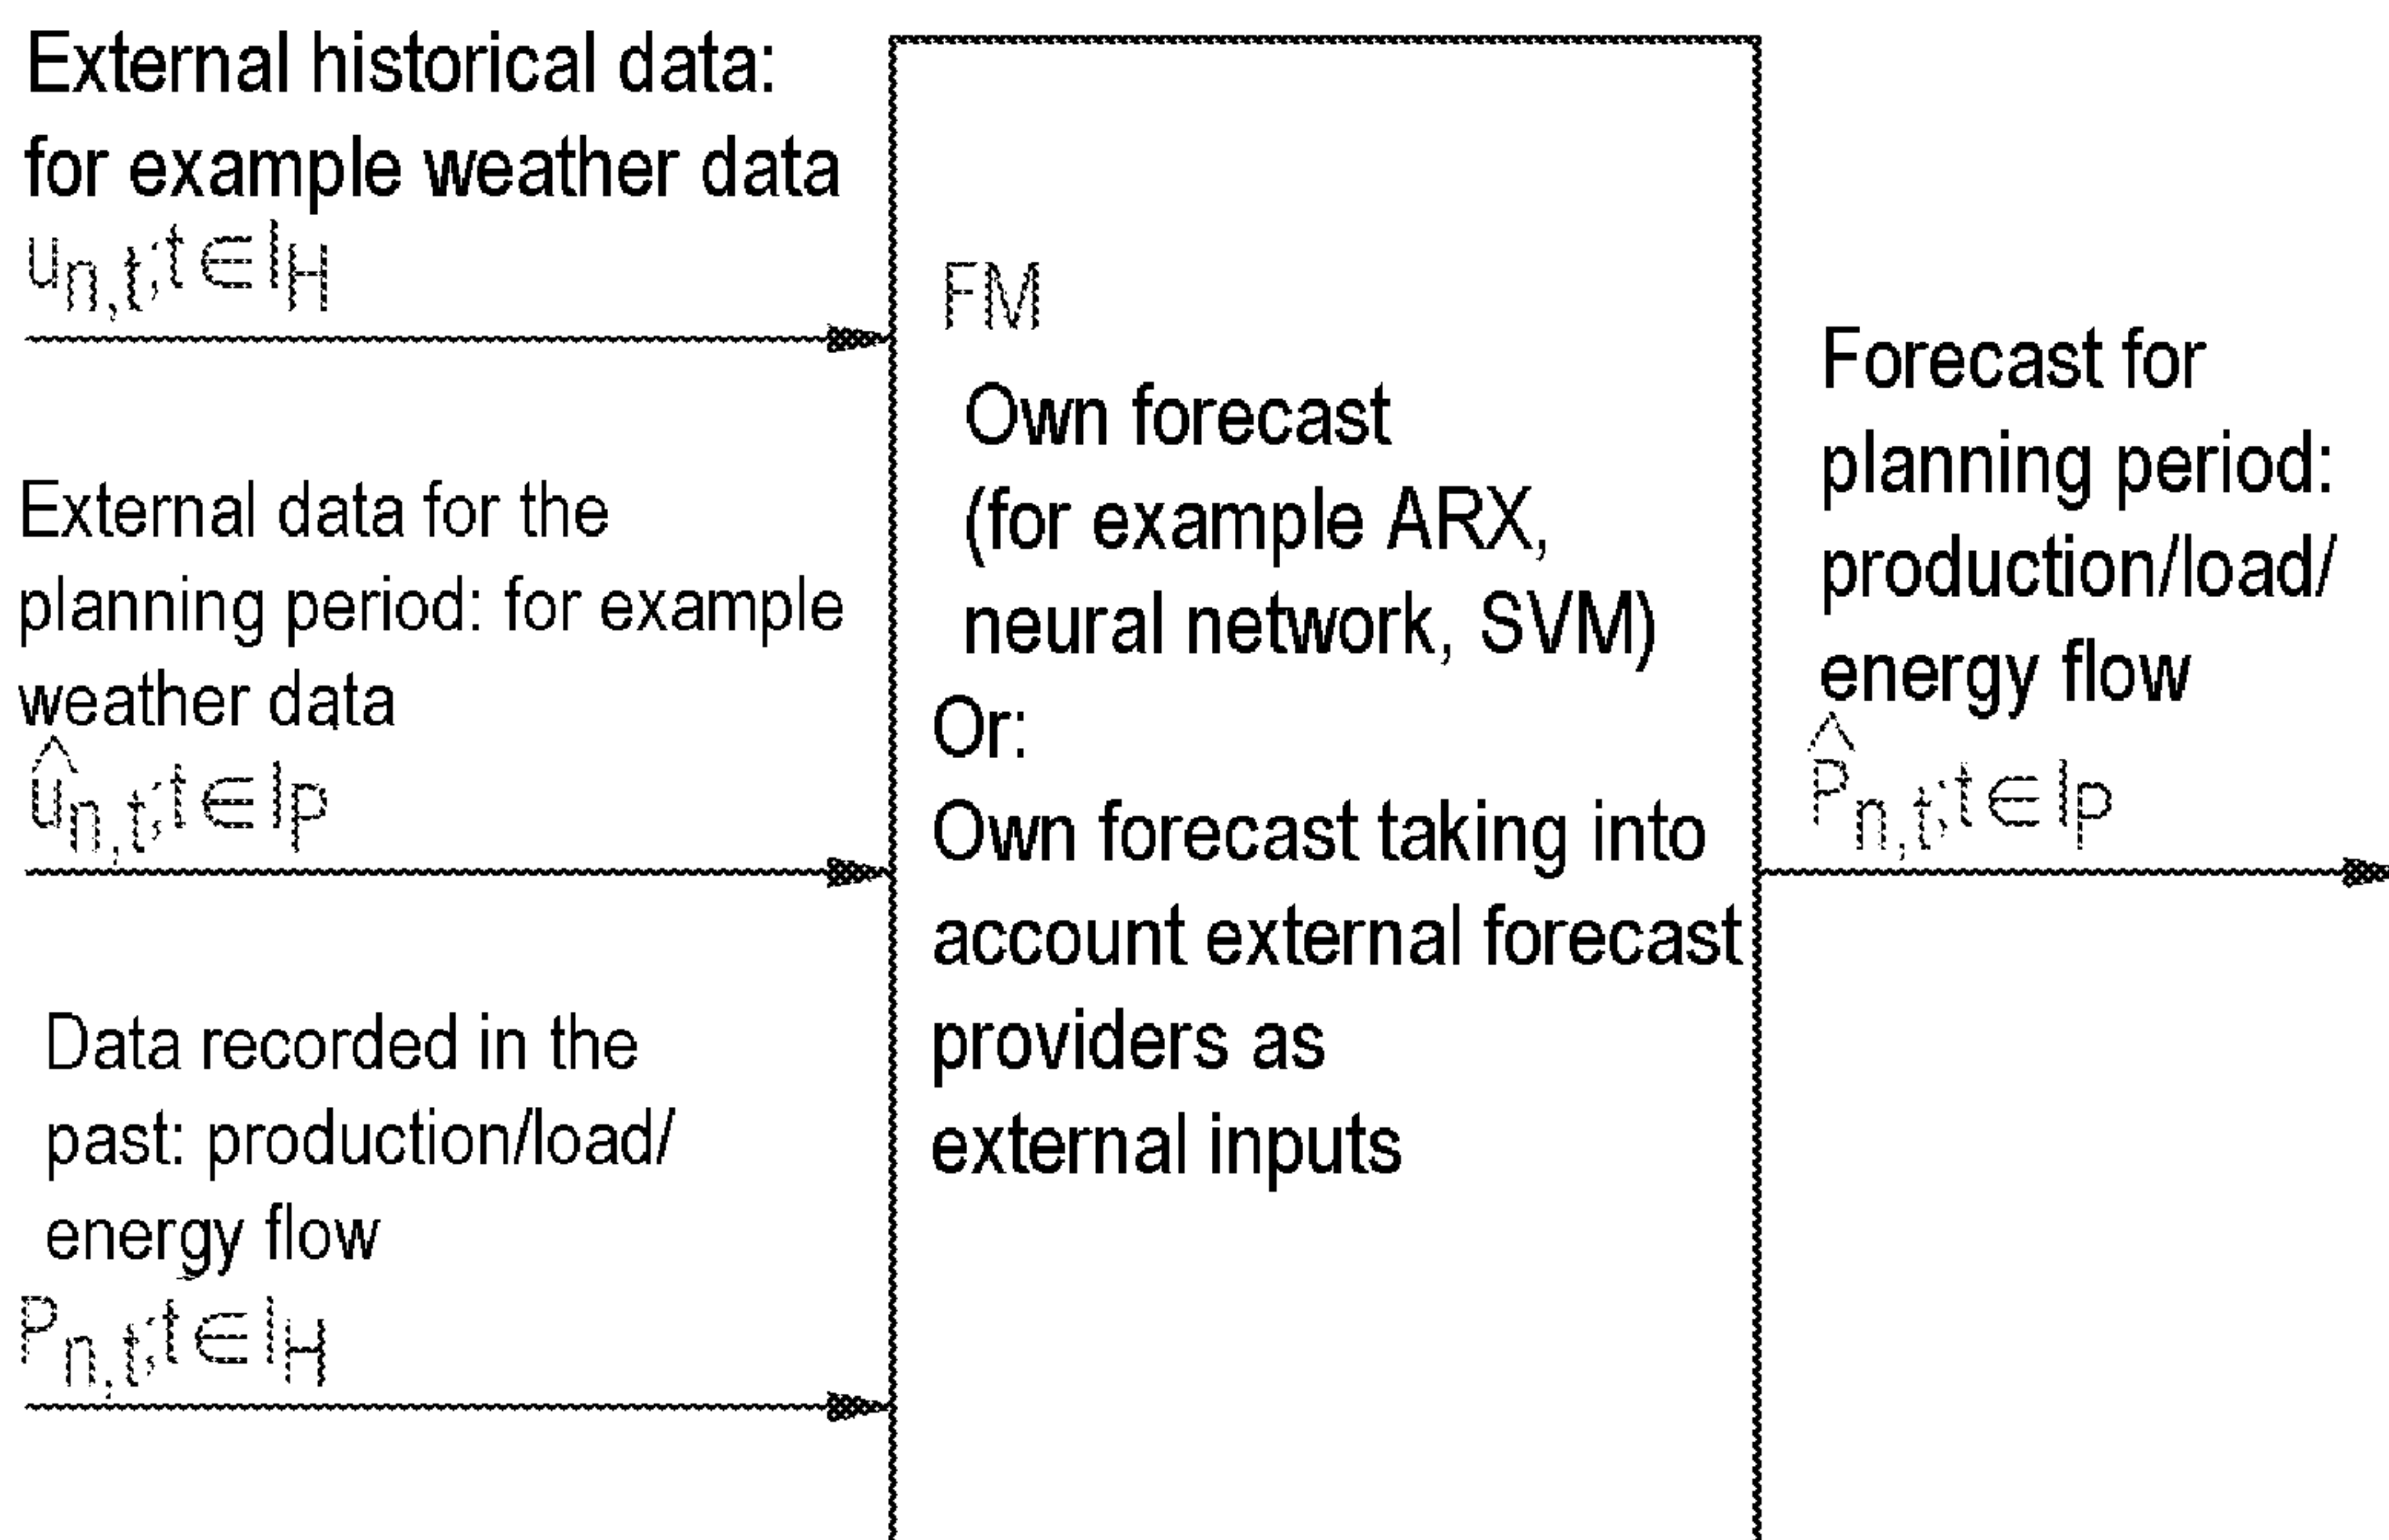 External historical data:
for example weather data
u_{n,t}; t ∈ I_H
External data for the
planning period: for example
weather data
û_{n,t}; t ∈ I_P
Data recorded in the
past: production/load/
energy flow
P_{n,t}; t ∈ I_H
FM
Own forecast
(for example ARX,
neural network, SVM)
Or:
Own forecast taking into
account external forecast
providers as
external inputs
Forecast for
planning period:
production/load/
energy flow
P̂_{n,t}; t ∈ I_P